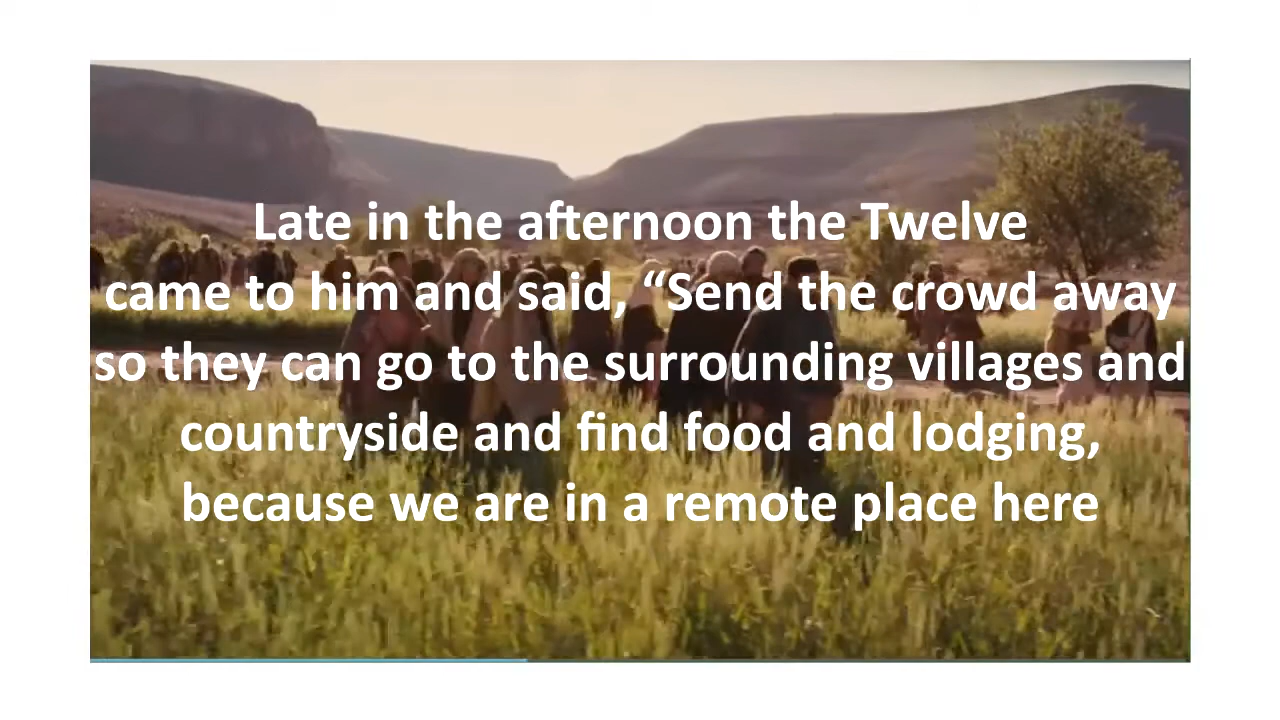 Late in the afternoon the Twelve
came to him and said, “Send the crowd away
so they can go to the surrounding villages and
countryside and find food and lodging,
because we are in a remote place here